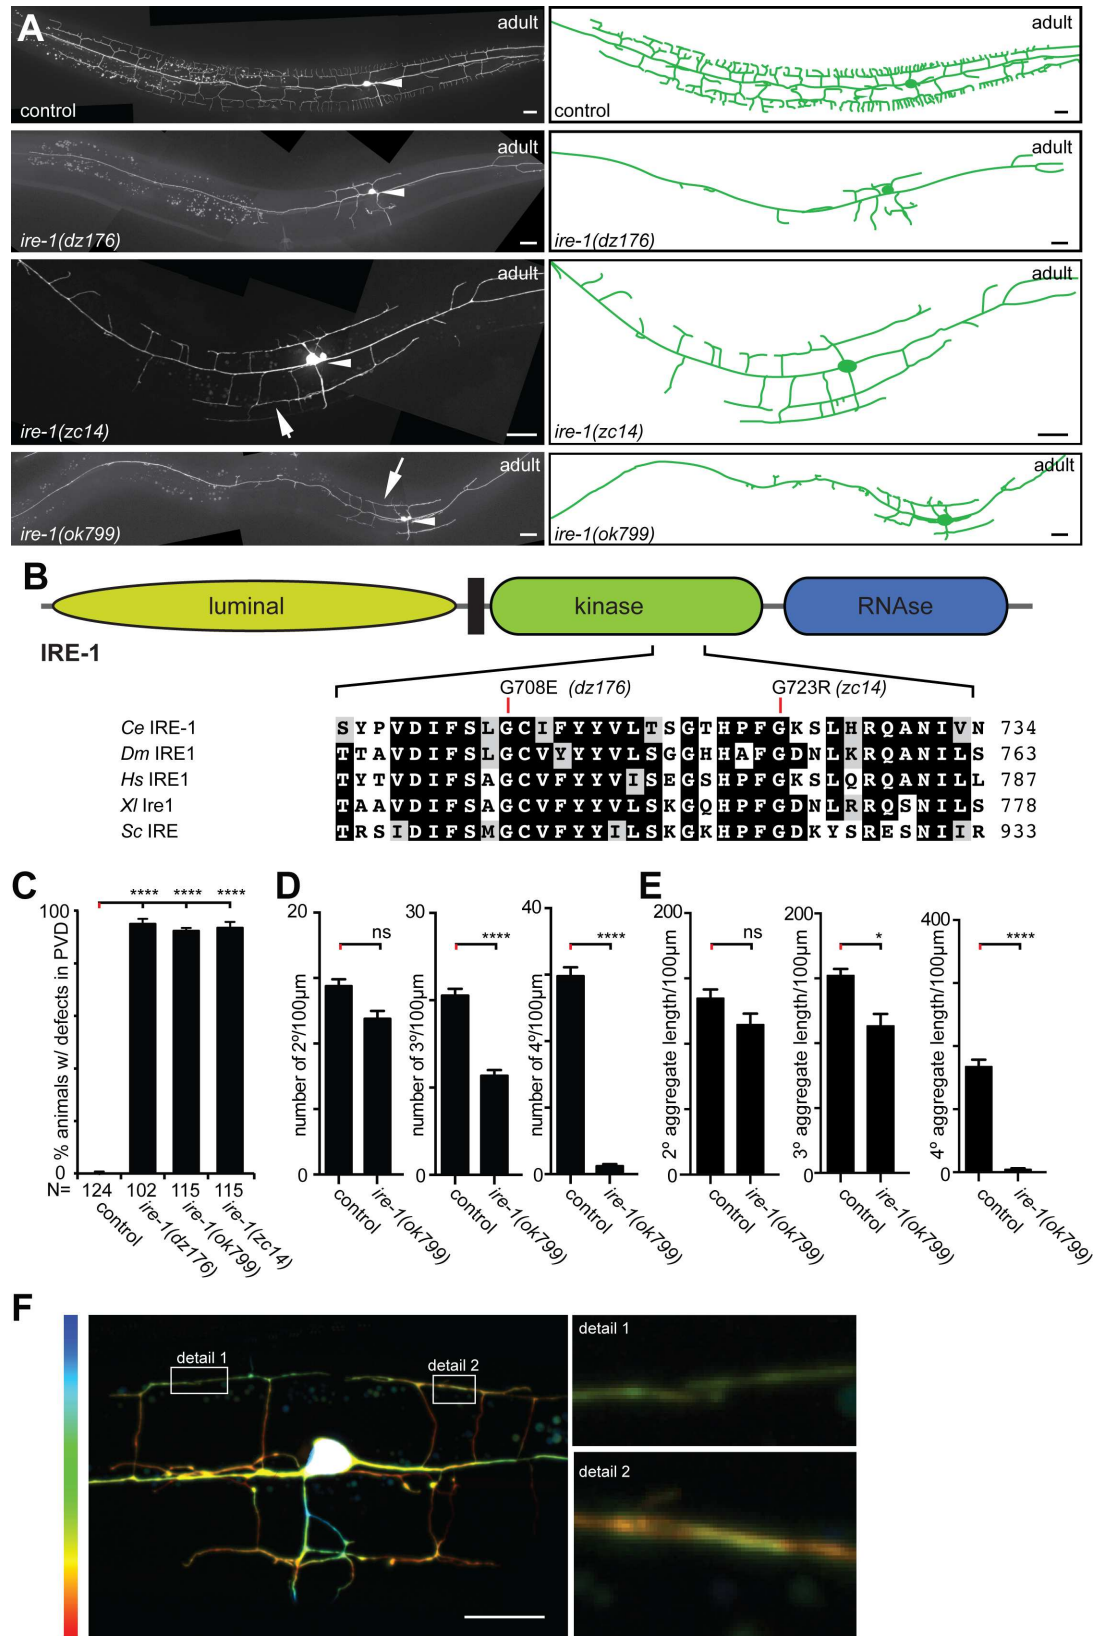 A
adult
control
adult
control
adult
ire-1(dz176)
adult
ire-1(dz176)
adult
ire-1(zc14)
adult
ire-1(zc14)
adult
ire-1(ok799)
adult
ire-1(ok799)
B
luminal
kinase
RNAse
IRE-1
G708E (dz176)
G723R (zc14)
Ce IRE-1 SYPVDIFSLGCIFYYVLTSGTHPFGKSLHRQANIVN 734
Dm IRE1 TTAVDIFSLGCVYYYVLSGGHHAFGDNLKRQANILS 763
Hs IRE1 TYTVDIFSAGCVFYYVISEGSHPFGKSLQRQANILL 787
Xl Ire1 TAAVDIFSAGCVFYYVLSKGQHPFGDNLRRQSNILS 778
Sc IRE TRSIDIFSMGCVFYYILSKGKHPFGDKYSRESNIIR 933
C
% animals w/ defects in PVD
100
0
**** **** ****
N= 124 102 115 115
control
ire-1(dz176)
ire-1(ok799)
ire-1(zc14)
D
number of 2º/100µm
20
0
ns
control
ire-1(ok799)
number of 3º/100µm
30
0
****
control
ire-1(ok799)
number of 4º/100µm
40
0
****
control
ire-1(ok799)
E
2º aggregate length/100µm
200
0
ns
control
ire-1(ok799)
3º aggregate length/100µm
200
0
*
control
ire-1(ok799)
4º aggregate length/100µm
400
0
****
control
ire-1(ok799)
F
detail 1
detail 2
detail 1
detail 2